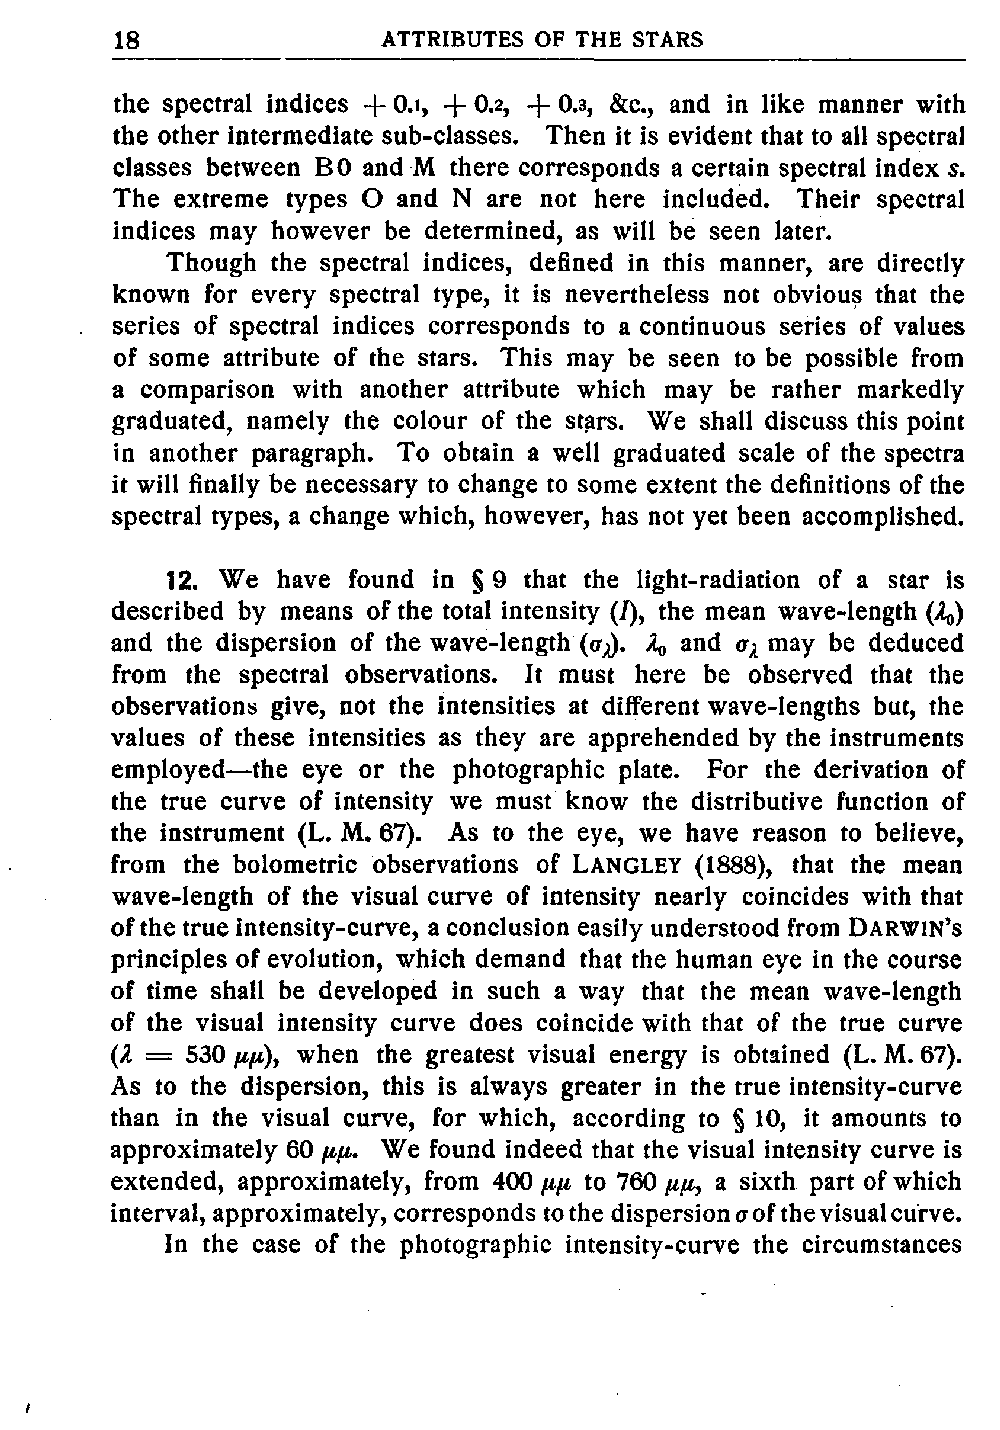 18 ATTRIBUTES OF THE STARS
the spectral indices + 0.1, + 0.2, + 0.3, &c., and in like manner with
the other intermediate sub-classes. Then it is evident that to all spectral
classes between B0 and M there corresponds a certain spectral index s.
The extreme types O and N are not here included. Their spectral
indices may however be determined, as will be seen later.
Though the spectral indices, defined in this manner, are directly
known for every spectral type, it is nevertheless not obvious that the
series of spectral indices corresponds to a continuous series of values
of some attribute of the stars. This may be seen to be possible from
a comparison with another attribute which may be rather markedly
graduated, namely the colour of the stars. We shall discuss this point
in another paragraph. To obtain a well graduated scale of the spectra
it will finally be necessary to change to some extent the definitions of the
spectral types, a change which, however, has not yet been accomplished.
12. We have found in § 9 that the light-radiation of a star is
described by means of the total intensity (I), the mean wave-length (λ₀)
and the dispersion of the wave-length (σλ). λ₀ and σλ may be deduced
from the spectral observations. It must here be observed that the
observations give, not the intensities at different wave-lengths but, the
values of these intensities as they are apprehended by the instruments
employed—the eye or the photographic plate. For the derivation of
the true curve of intensity we must know the distributive function of
the instrument (L. M. 67). As to the eye, we have reason to believe,
from the bolometric observations of LANGLEY (1888), that the mean
wave-length of the visual curve of intensity nearly coincides with that
of the true intensity-curve, a conclusion easily understood from DARWIN's
principles of evolution, which demand that the human eye in the course
of time shall be developed in such a way that the mean wave-length
of the visual intensity curve does coincide with that of the true curve
(λ = 530 μμ), when the greatest visual energy is obtained (L. M. 67).
As to the dispersion, this is always greater in the true intensity-curve
than in the visual curve, for which, according to § 10, it amounts to
approximately 60 μμ. We found indeed that the visual intensity curve is
extended, approximately, from 400 μμ to 760 μμ, a sixth part of which
interval, approximately, corresponds to the dispersion σ of the visual curve.
In the case of the photographic intensity-curve the circumstances